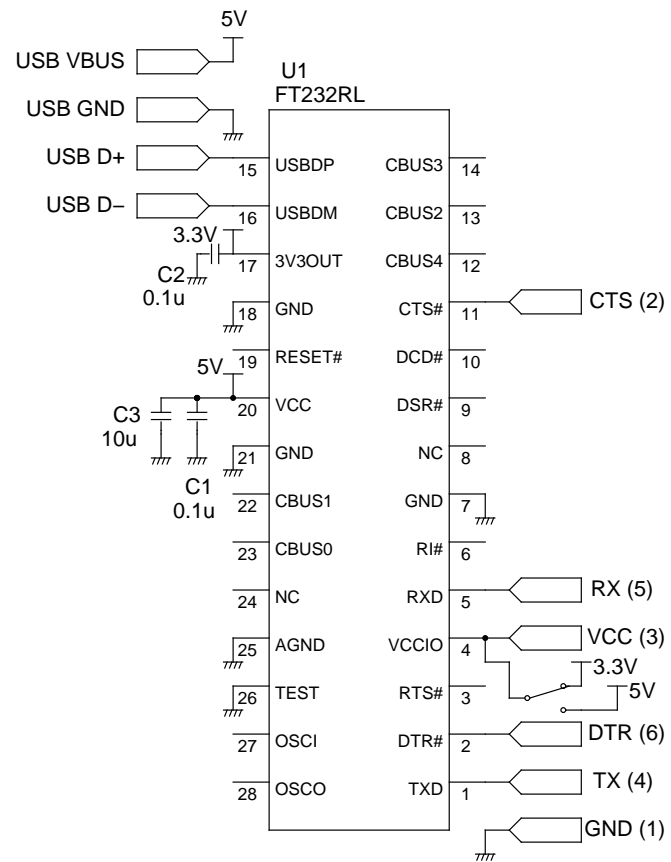 5V
USB VBUS
U1
FT232RL
USB GND
USB D+
15 USBDP CBUS3 14
USB D−
16 USBDM CBUS2 13
3.3V
17 3V3OUT CBUS4 12
C2
0.1u
18 GND CTS# 11 CTS (2)
19 RESET# DCD# 10
5V
20 VCC DSR# 9
C3
10u
21 GND NC 8
C1
0.1u
22 CBUS1 GND 7
23 CBUS0 RI# 6
24 NC RXD 5 RX (5)
25 AGND VCCIO 4 VCC (3)
3.3V
26 TEST RTS# 3 5V
27 OSCI DTR# 2 DTR (6)
28 OSCO TXD 1 TX (4)
GND (1)